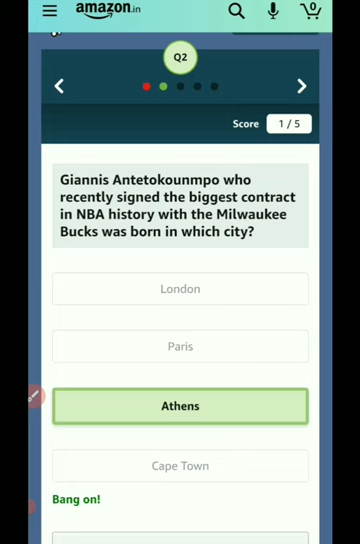 amazon.in
0
Q2
Score 1 / 5
Giannis Antetokounmpo who
recently signed the biggest contract
in NBA history with the Milwaukee
Bucks was born in which city?
London
Paris
Athens
Cape Town
Bang on!